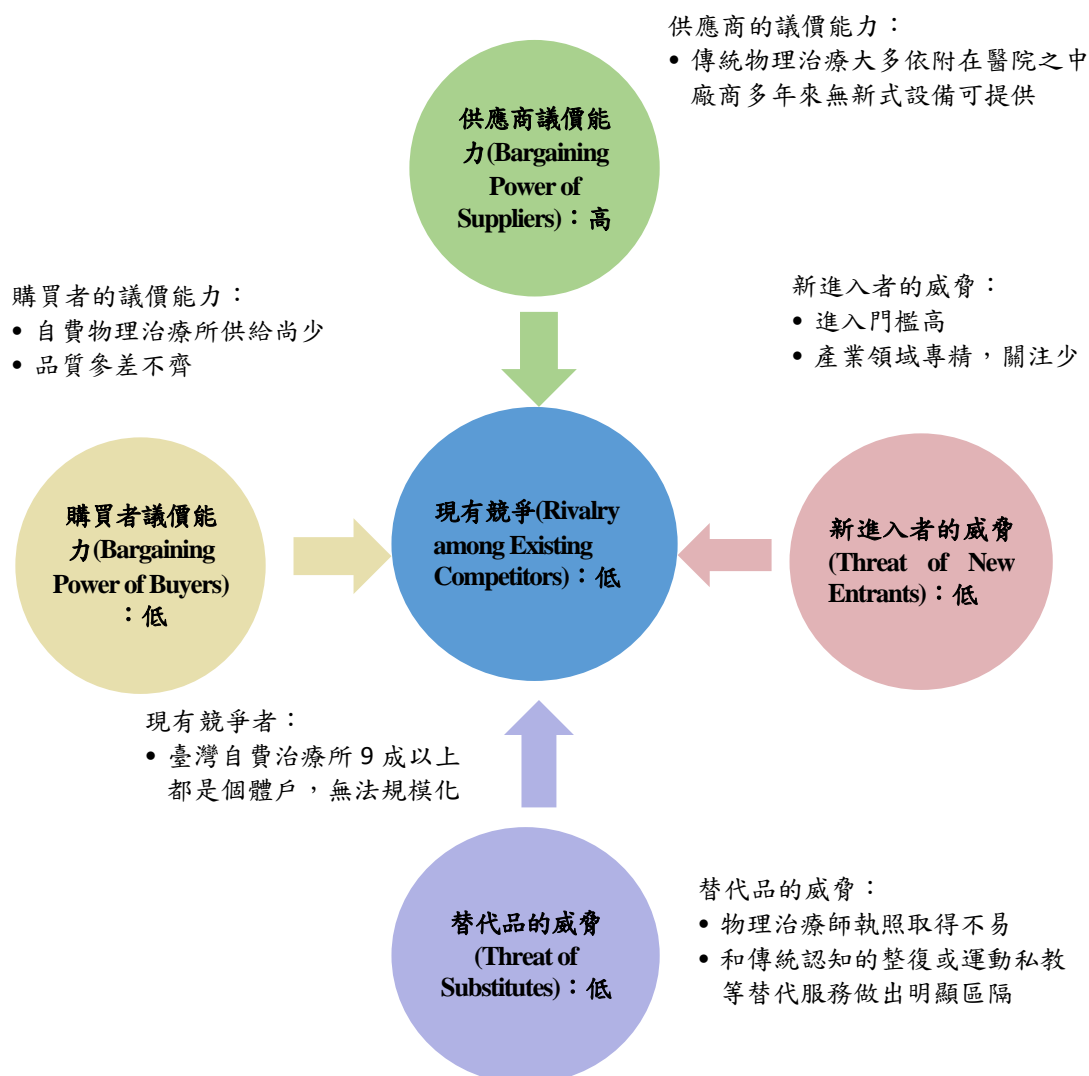 供應商的議價能力：
• 傳統物理治療大多依附在醫院之中
廠商多年來無新式設備可提供
供應商議價能
力(Bargaining
Power of
Suppliers)：高
購買者的議價能力：
• 自費物理治療所供給尚少
• 品質參差不齊
新進入者的威脅：
• 進入門檻高
• 產業領域專精，關注少
購買者議價能
力(Bargaining
Power of Buyers)
：低
現有競爭(Rivalry
among Existing
Competitors)：低
新進入者的威脅
(Threat of New
Entrants)：低
現有競爭者：
• 臺灣自費治療所 9 成以上
都是個體戶，無法規模化
替代品的威脅
(Threat of
Substitutes)：低
替代品的威脅：
• 物理治療師執照取得不易
• 和傳統認知的整復或運動私教
等替代服務做出明顯區隔